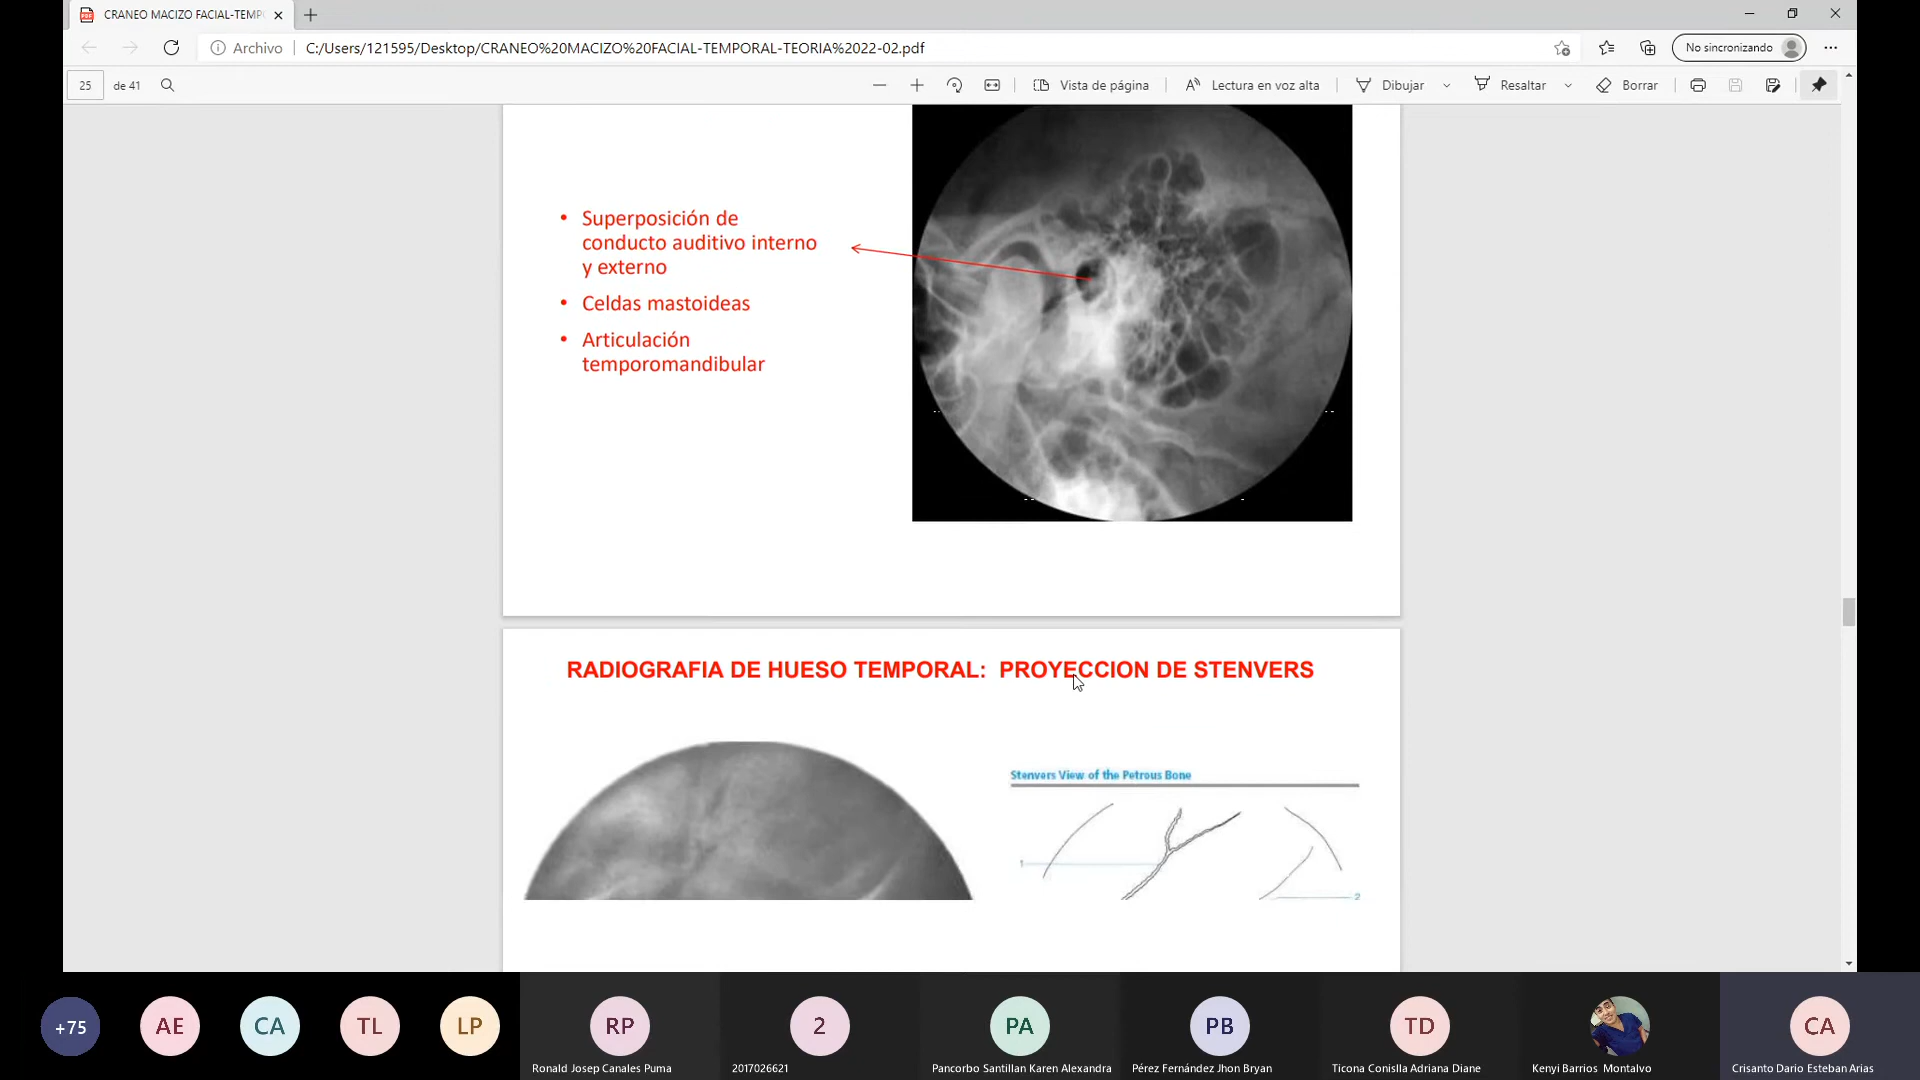 CRANEO MACIZO FACIAL-TEMP
Archivo
C:/Users/121595/Desktop/CRANEO%20MACIZO%20FACIAL-TEMPORAL-TEORIA%2022-02.pdf
No sincronizando
25 de 41
Vista de página
Lectura en voz alta
Dibujar
Resaltar
Borrar
• Superposición de
conducto auditivo interno
y externo
• Celdas mastoideas
• Articulación
temporomandibular
RADIOGRAFIA DE HUESO TEMPORAL: PROYECCION DE STENVERS
Stenvers View of the Petrous Bone
1
2
+75
AE
CA
TL
LP
RP
2
PA
PB
TD
CA
Ronald Josep Canales Puma
2017026621
Pancorbo Santillan Karen Alexandra
Pérez Fernández Jhon Bryan
Ticona Conislla Adriana Diane
Kenyi Barrios Montalvo
Crisanto Dario Esteban Arias